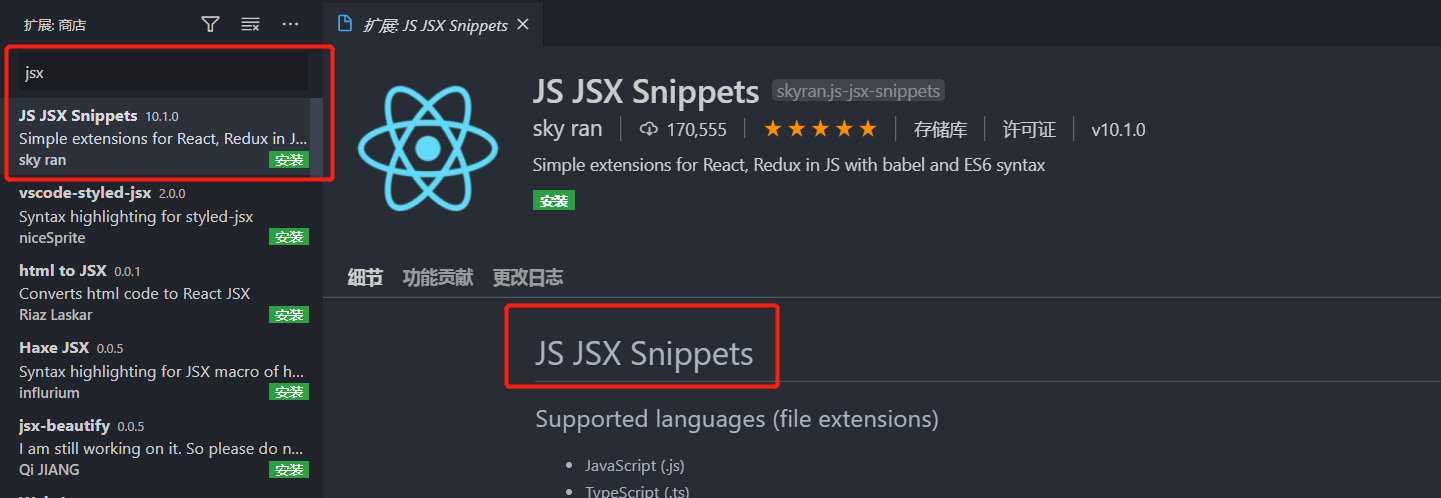 扩展: 商店
jsx
JS JSX Snippets 10.1.0
Simple extensions for React, Redux in J...
sky ran 安装
vscode-styled-jsx 2.0.0
Syntax highlighting for styled-jsx
niceSprite 安装
html to JSX 0.0.1
Converts html code to React JSX
Riaz Laskar 安装
Haxe JSX 0.0.5
Syntax highlighting for JSX macro of h...
influrium 安装
jsx-beautify 0.0.5
I am still working on it. So please do n...
Qi JIANG 安装
扩展: JS JSX Snippets
JS JSX Snippets skyran.js-jsx-snippets
sky ran 170,555 存储库 许可证 v10.1.0
Simple extensions for React, Redux in JS with babel and ES6 syntax
安装
细节 功能贡献 更改日志
JS JSX Snippets
Supported languages (file extensions)
JavaScript (.js)
TypeScript (.ts)